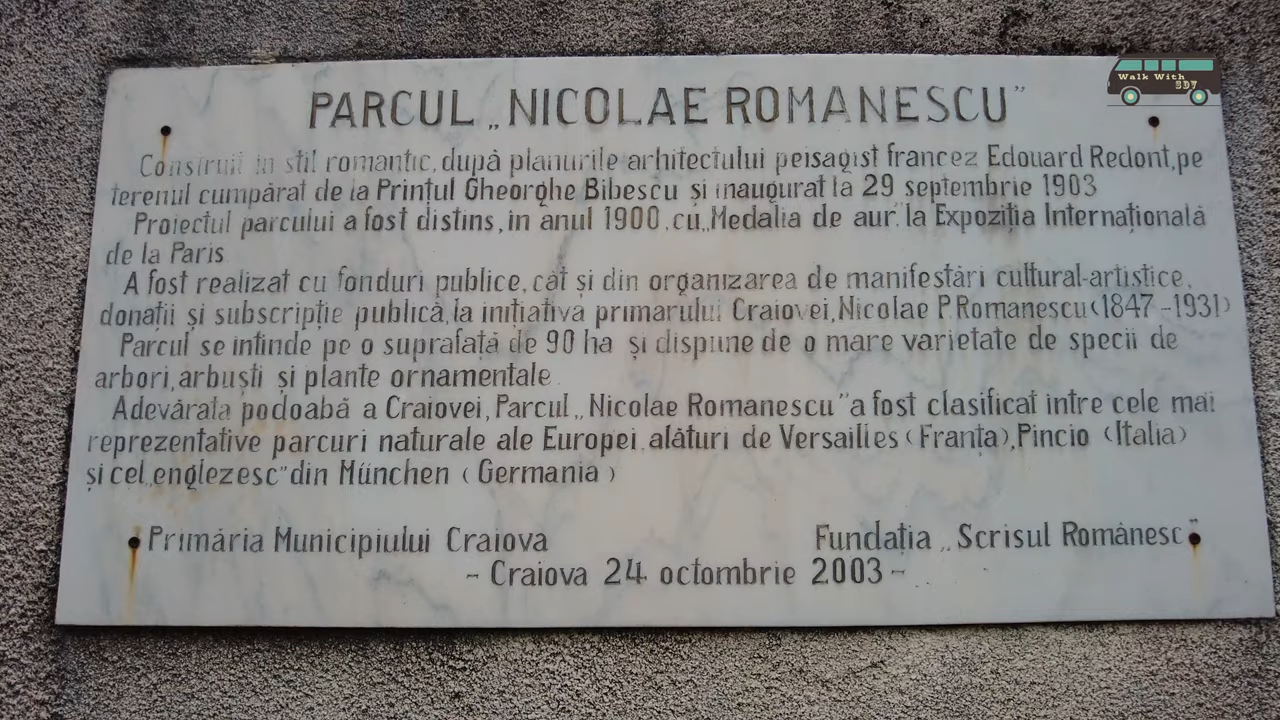 Walk With
SDV
PARCUL „NICOLAE ROMANESCU”
Construit in stil romantic, după planurile arhitectului peisagist francez Edouard Redont, pe
terenul cumpărat de la Prințul Gheorghe Bibescu și inaugurat la 29 septembrie 1903
Proiectul parcului a fost distins, in anul 1900, cu „Medalia de aur” la Expoziția Internațională
de la Paris
A fost realizat cu fonduri publice, cât și din organizarea de manifestări cultural-artistice,
donații și subscripție publică, la inițiativa primarului Craiovei, Nicolae P. Romanescu (1847-1931)
Parcul se intinde pe o suprafață de 90 ha și dispune de o mare varietate de specii de
arbori, arbuști și plante ornamentale.
Adevărata podoabă a Craiovei, Parcul „Nicolae Romanescu” a fost clasificat intre cele mai
reprezentative parcuri naturale ale Europei, alături de Versailles (Franța), Pincio (Italia)
și cel „englezesc” din München (Germania)
Primăria Municipiului Craiova
Fundația „Scrisul Românesc”
- Craiova 24 octombrie 2003 -